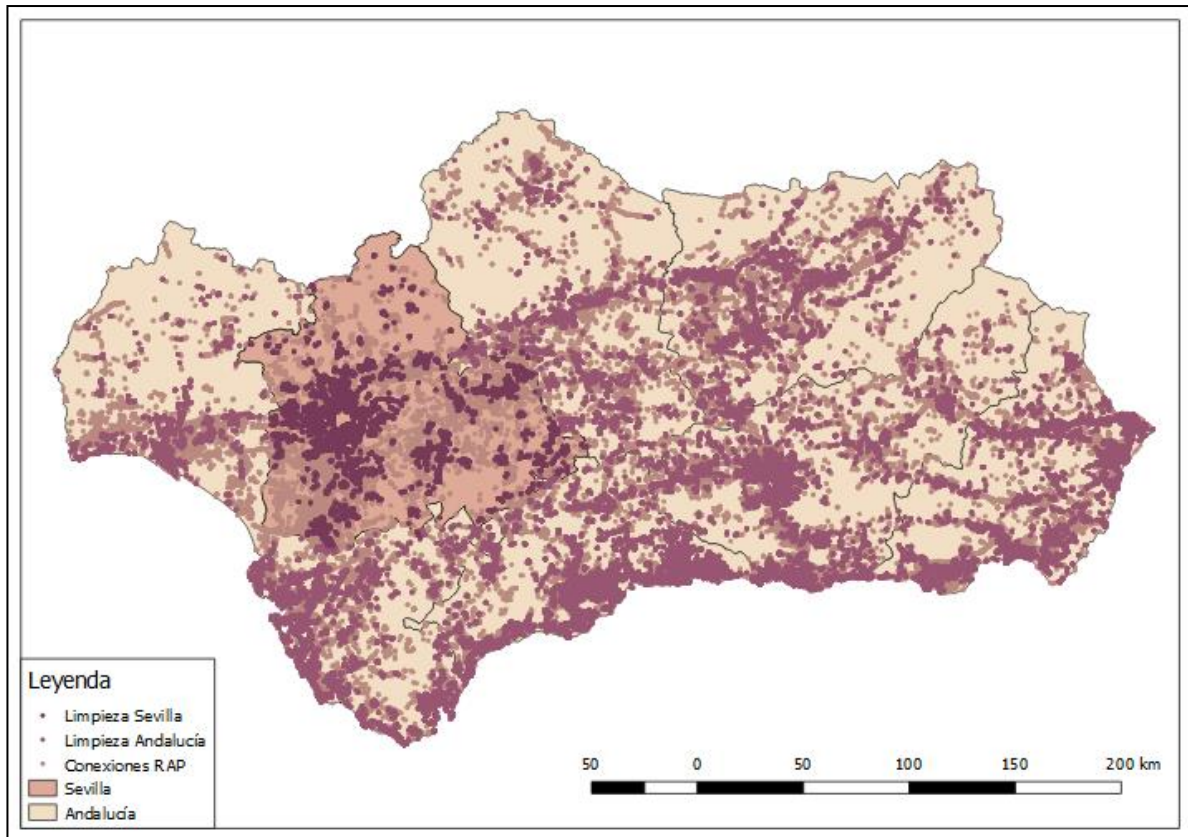 Leyenda
Limpieza Sevilla
Limpieza Andalucía
Conexiones RAP
Sevilla
Andalucía
50 0 50 100 150 200 km